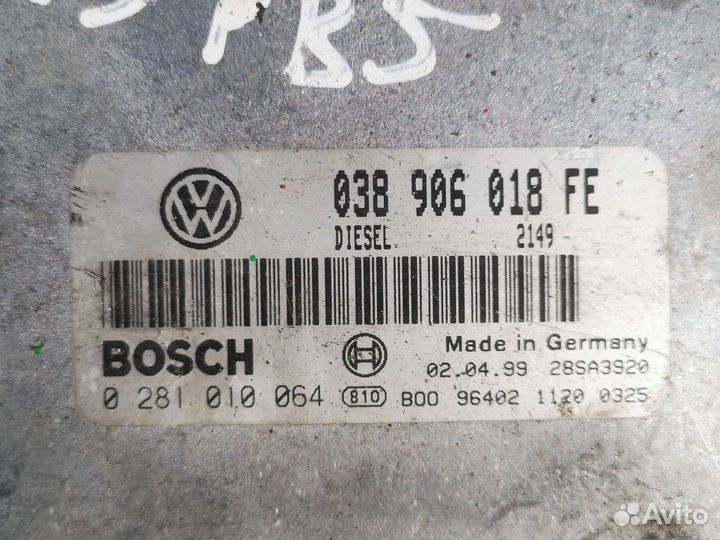 PB5
038 906 018 FE
DIESEL 2149
BOSCH
Made in Germany
02.04.99 28SA3920
0 281 010 064 810 B00 96402 1120 0325
Avito